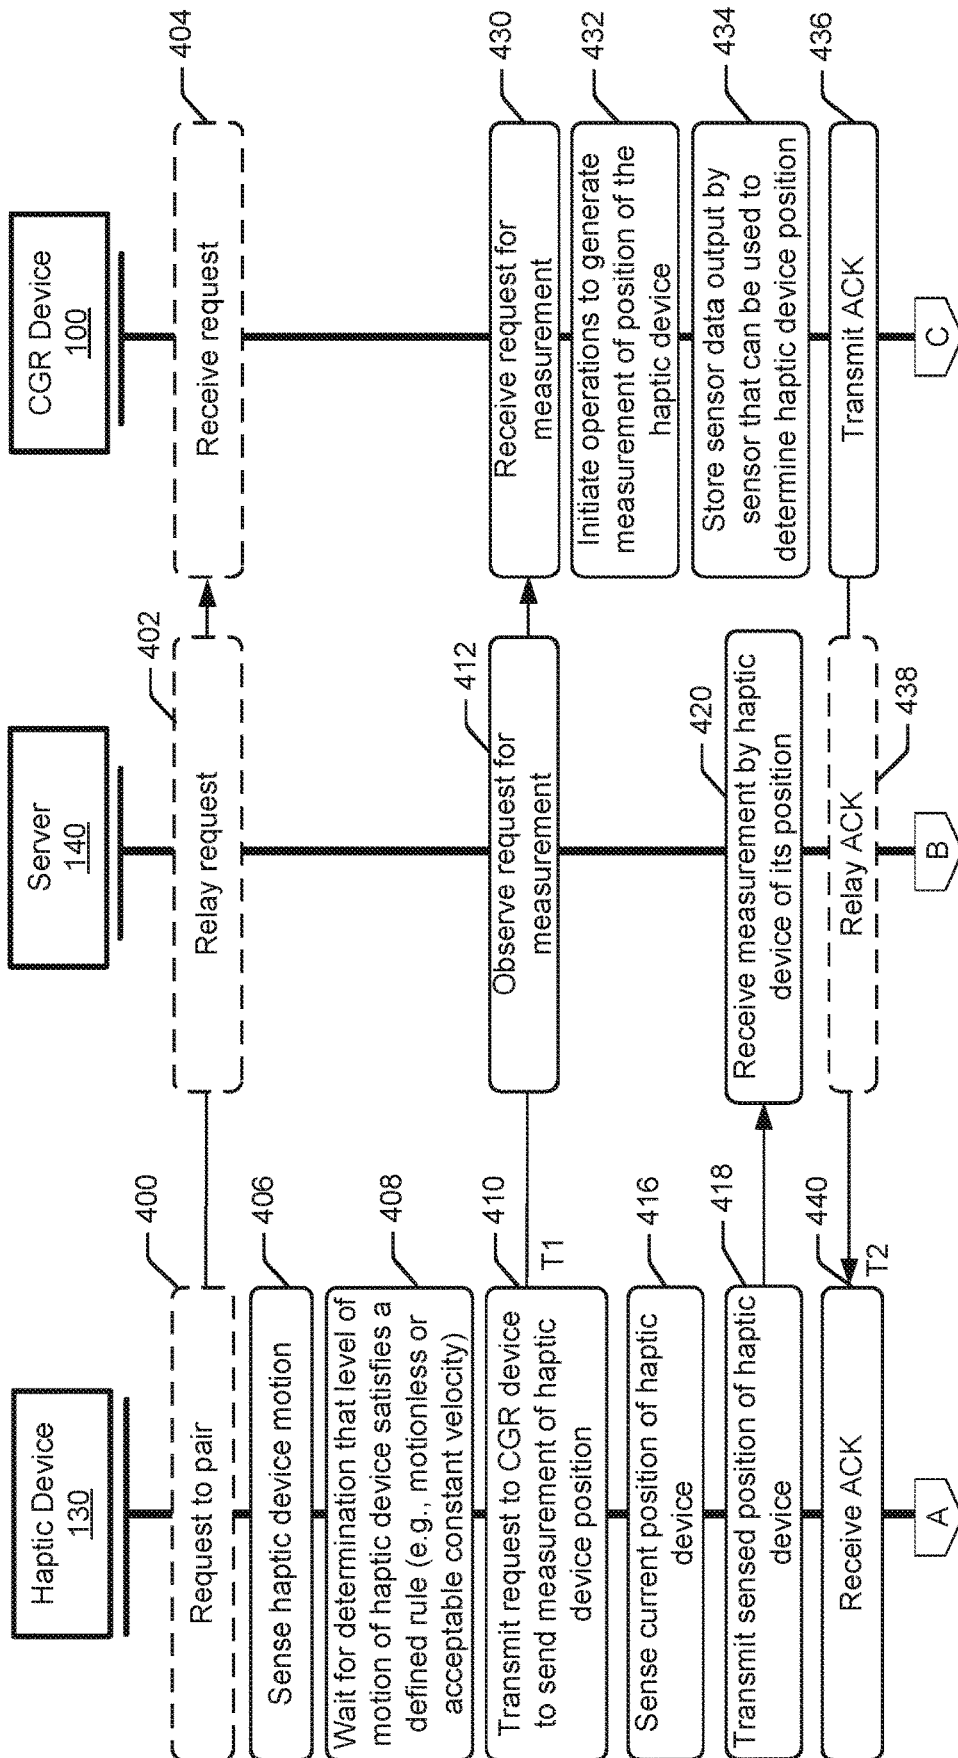 Haptic Device
130
Server
140
CGR Device
100
400
Request to pair
402
Relay request
404
Receive request
406
Sense haptic device motion
408
Wait for determination that level of
motion of haptic device satisfies a
defined rule (e.g., motionless or
acceptable constant velocity)
410
Transmit request to CGR device
to send measurement of haptic
device position
T1
412
Observe request for
measurement
430
Receive request for
measurement
432
Initiate operations to generate
measurement of position of the
haptic device
416
Sense current position of haptic
device
418
Transmit sensed position of haptic
device
420
Receive measurement by haptic
device of its position
434
Store sensor data output by
sensor that can be used to
determine haptic device position
436
Transmit ACK
Relay ACK
438
440
T2
Receive ACK
A
B
C